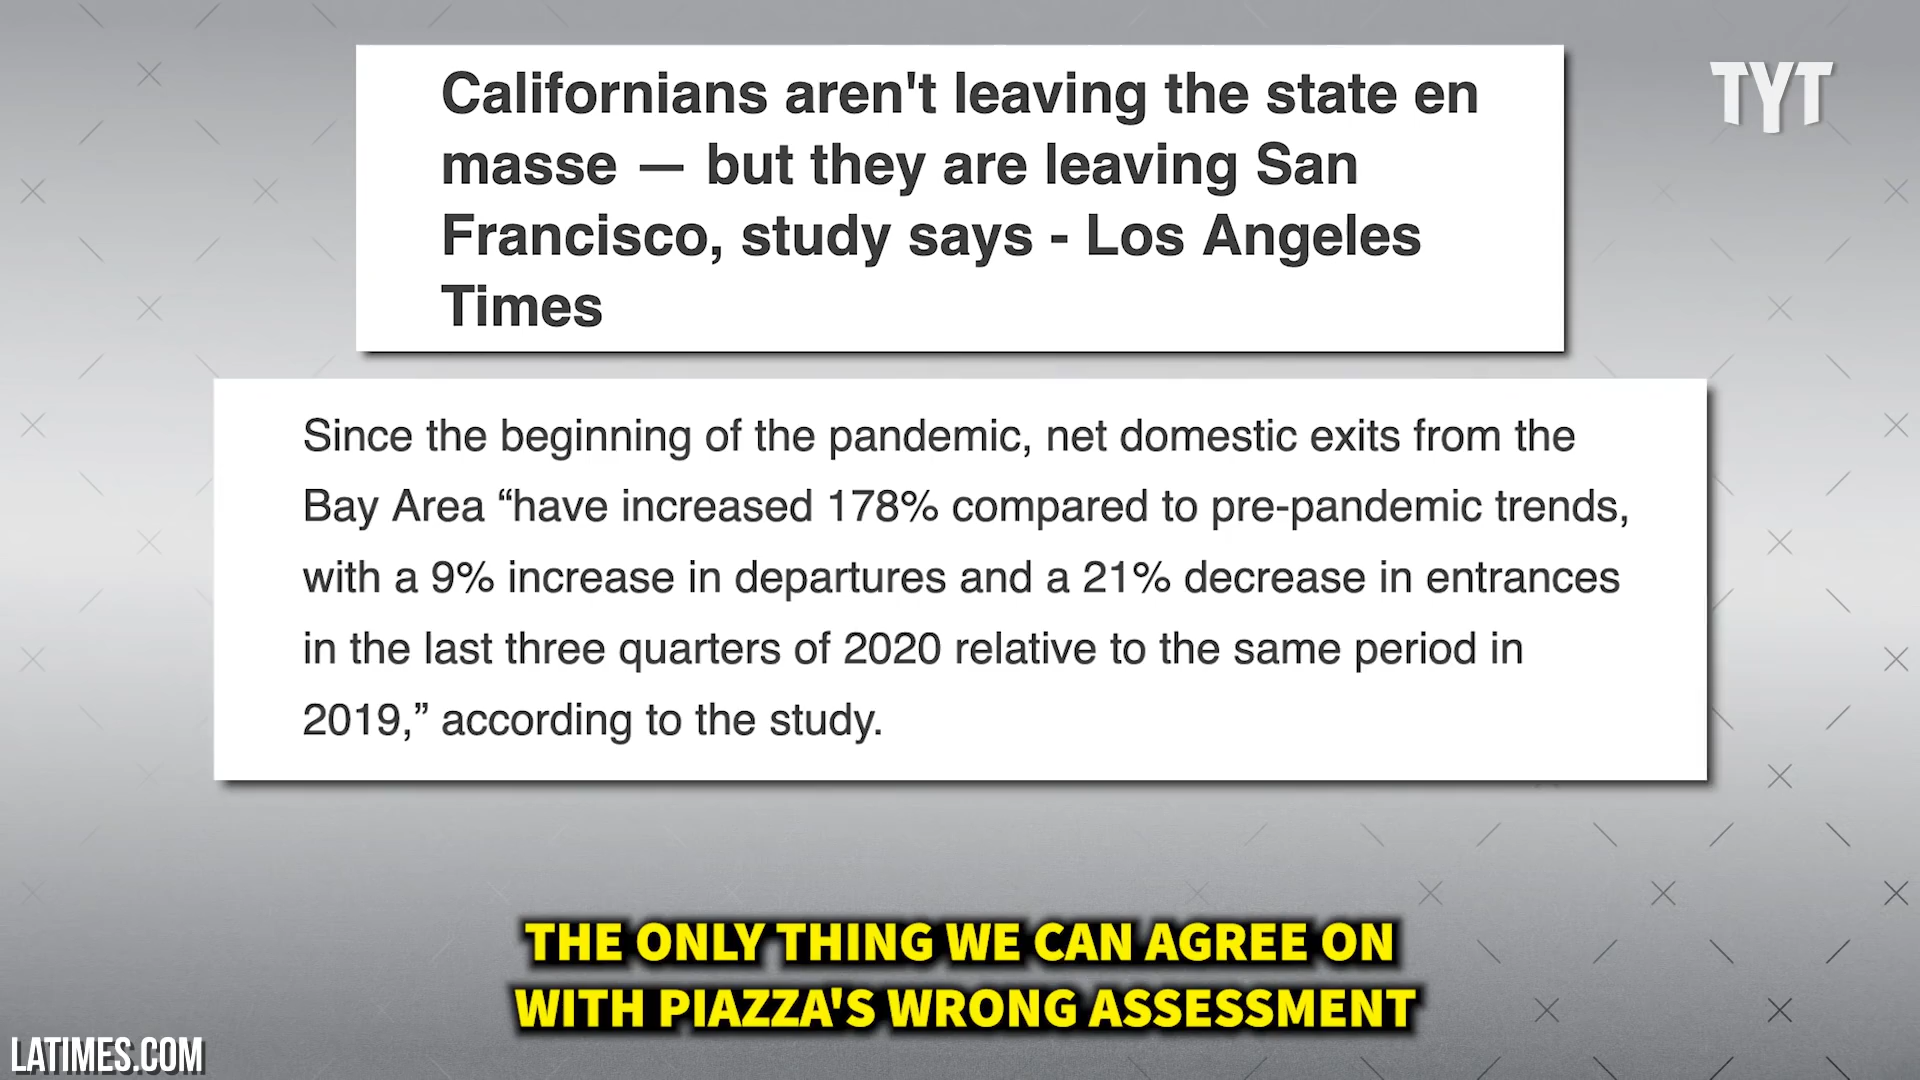 TYT
Californians aren't leaving the state en
masse — but they are leaving San
Francisco, study says - Los Angeles
Times
Since the beginning of the pandemic, net domestic exits from the
Bay Area “have increased 178% compared to pre-pandemic trends,
with a 9% increase in departures and a 21% decrease in entrances
in the last three quarters of 2020 relative to the same period in
2019,” according to the study.
THE ONLY THING WE CAN AGREE ON
WITH PIAZZA'S WRONG ASSESSMENT
LATIMES.COM